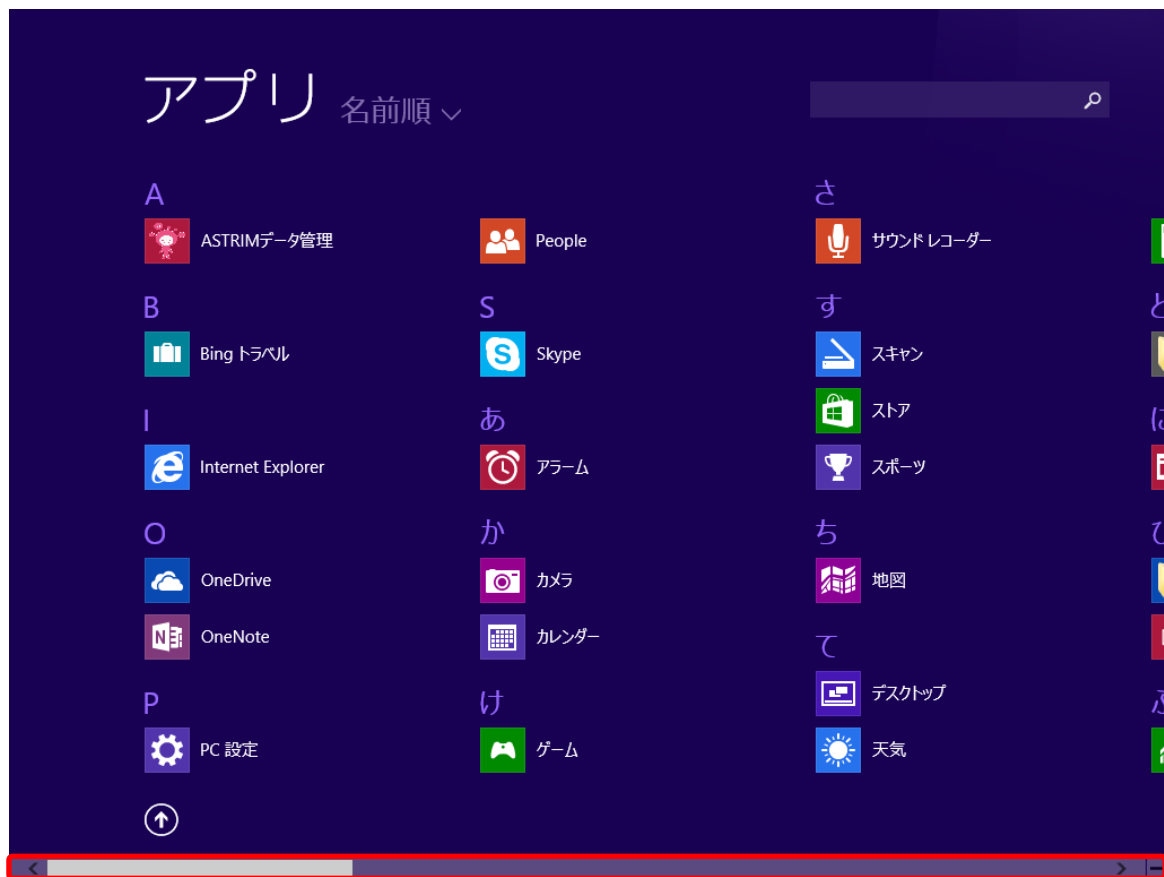 アプリ 名前順
A
ASTRIMデータ管理
B
Bing トラベル
I
Internet Explorer
O
OneDrive
OneNote
P
PC 設定
People
S
Skype
あ
アラーム
か
カメラ
カレンダー
け
ゲーム
さ
サウンド レコーダー
す
スキャン
ストア
スポーツ
ち
地図
て
デスクトップ
天気